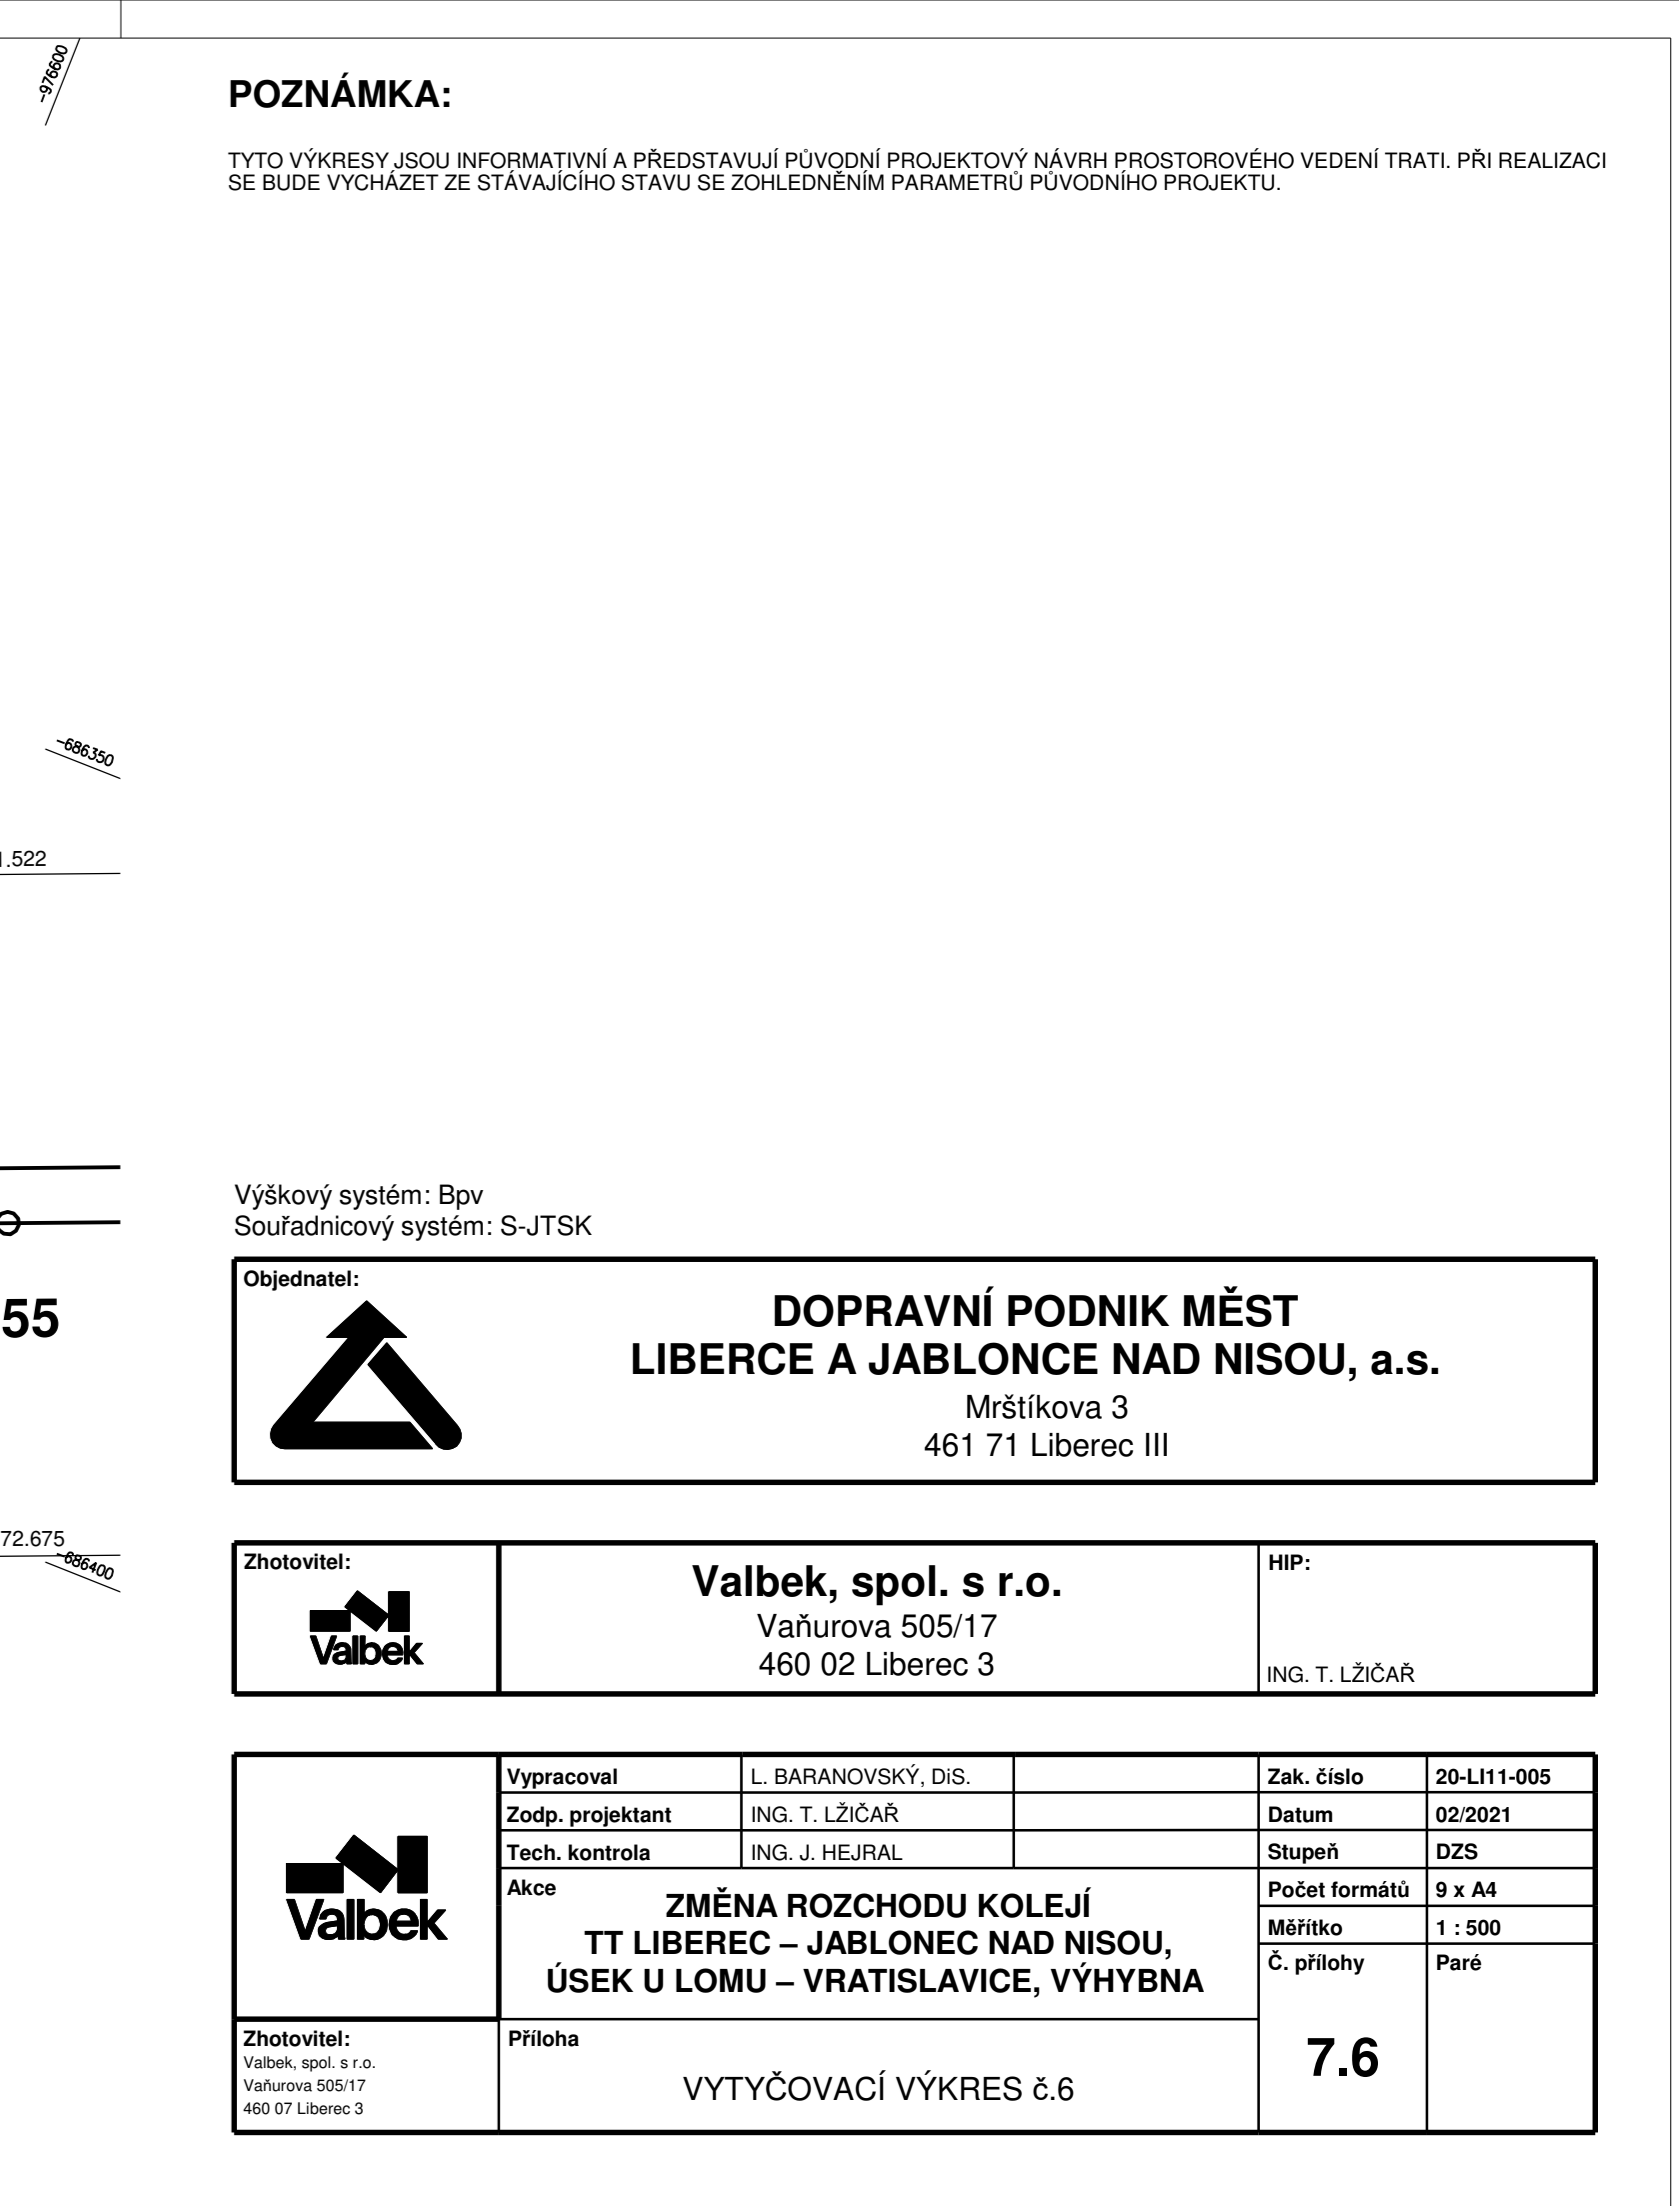 -976600
POZNÁMKA:
TYTO VÝKRESY JSOU INFORMATIVNÍ A PŘEDSTAVUJÍ PŮVODNÍ PROJEKTOVÝ NÁVRH PROSTOROVÉHO VEDENÍ TRATI. PŘI REALIZACI
SE BUDE VYCHÁZET ZE STÁVAJÍCÍHO STAVU SE ZOHLEDNĚNÍM PARAMETRŮ PŮVODNÍHO PROJEKTU.
-686350
.522
Výškový systém: Bpv
Souřadnicový systém: S-JTSK
55
Objednatel:
DOPRAVNÍ PODNIK MĚST
LIBERCE A JABLONCE NAD NISOU, a.s.
Mrštíkova 3
461 71 Liberec III
72.675
-686400
Zhotovitel:
Valbek
Valbek, spol. s r.o.
Vaňurova 505/17
460 02 Liberec 3
HIP:
ING. T. LŽIČAŘ
Valbek
Vypracoval L. BARANOVSKÝ, DiS. Zak. číslo 20-LI11-005
Zodp. projektant ING. T. LŽIČAŘ Datum 02/2021
Tech. kontrola ING. J. HEJRAL Stupeň DZS
Akce
ZMĚNA ROZCHODU KOLEJÍ
TT LIBEREC – JABLONEC NAD NISOU,
ÚSEK U LOMU – VRATISLAVICE, VÝHYBNA
Počet formátů 9 x A4
Měřítko 1 : 500
Č. přílohy Paré
7.6
Zhotovitel:
Valbek, spol. s r.o.
Vaňurova 505/17
460 07 Liberec 3
Příloha
VYTYČOVACÍ VÝKRES č.6